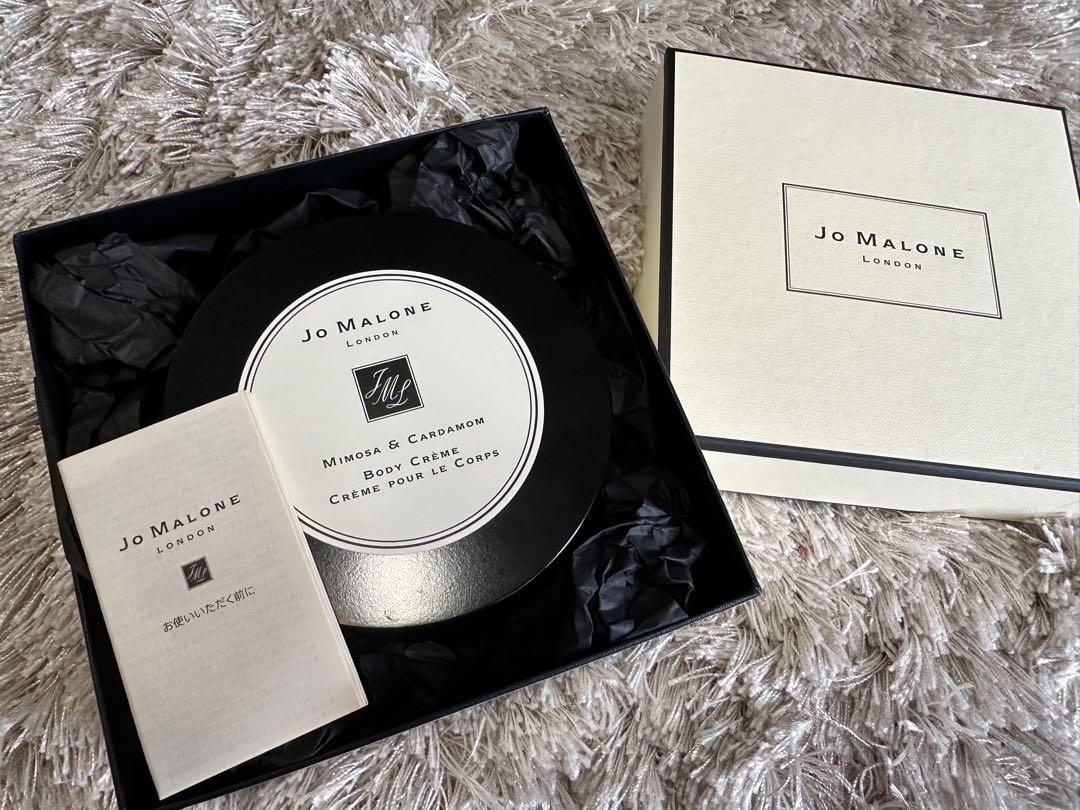 Jo Malone
London
JML
Mimosa & Cardamom
Body Crème
Crème pour le Corps
Jo Malone
London
JML
お使いいただく前に
Jo Malone
London